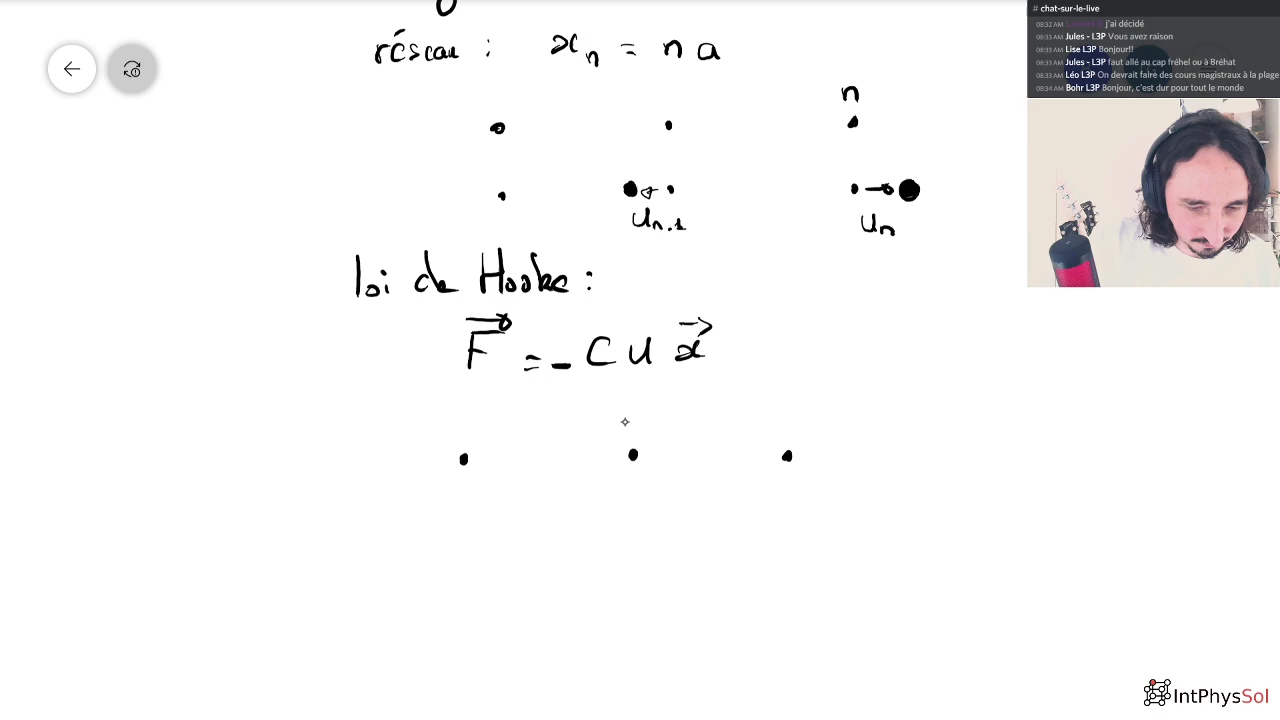 réseau : xₙ = n a
n
uₙ₋₁
uₙ
loi de Hooke :
F⃗ = - C u x⃗
# chat-sur-le-live
08:32 AM Laurent G j'ai décidé
08:33 AM Jules - L3P Vous avez raison
08:33 AM Lise L3P Bonjour!!
08:33 AM Jules - L3P faut allé au cap fréhel ou à Bréhat
08:33 AM Léo L3P On devrait faire des cours magistraux à la plage
08:34 AM Bohr L3P Bonjour, c'est dur pour tout le monde
IntPhysSol